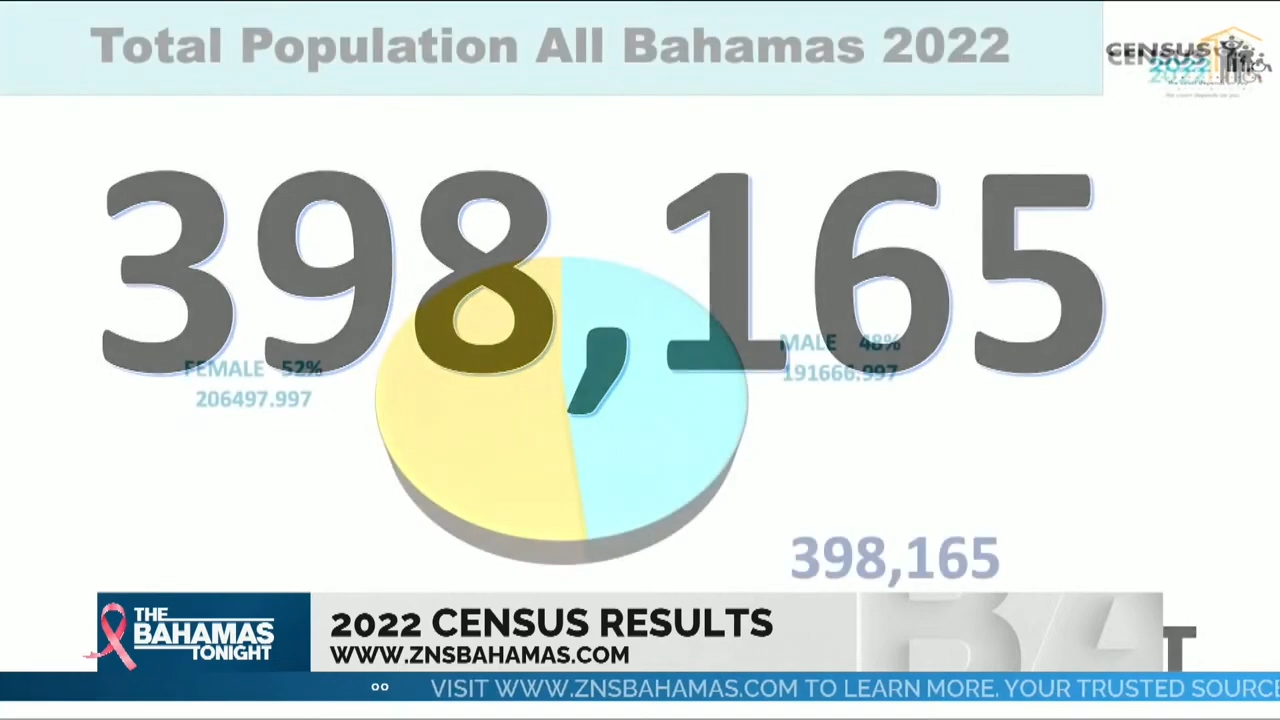 Total Population All Bahamas 2022
CENSUS
2022
398,165
FEMALE 52%
206497.997
MALE 48%
191666.997
398,165
THE
BAHAMAS
TONIGHT
2022 CENSUS RESULTS
WWW.ZNSBAHAMAS.COM
VISIT WWW.ZNSBAHAMAS.COM TO LEARN MORE. YOUR TRUSTED SOURCE